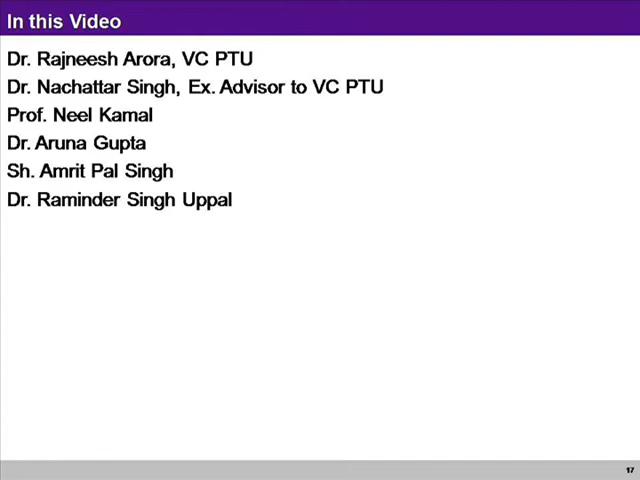 In this Video
Dr. Rajneesh Arora, VC PTU
Dr. Nachattar Singh, Ex. Advisor to VC PTU
Prof. Neel Kamal
Dr. Aruna Gupta
Sh. Amrit Pal Singh
Dr. Raminder Singh Uppal
17